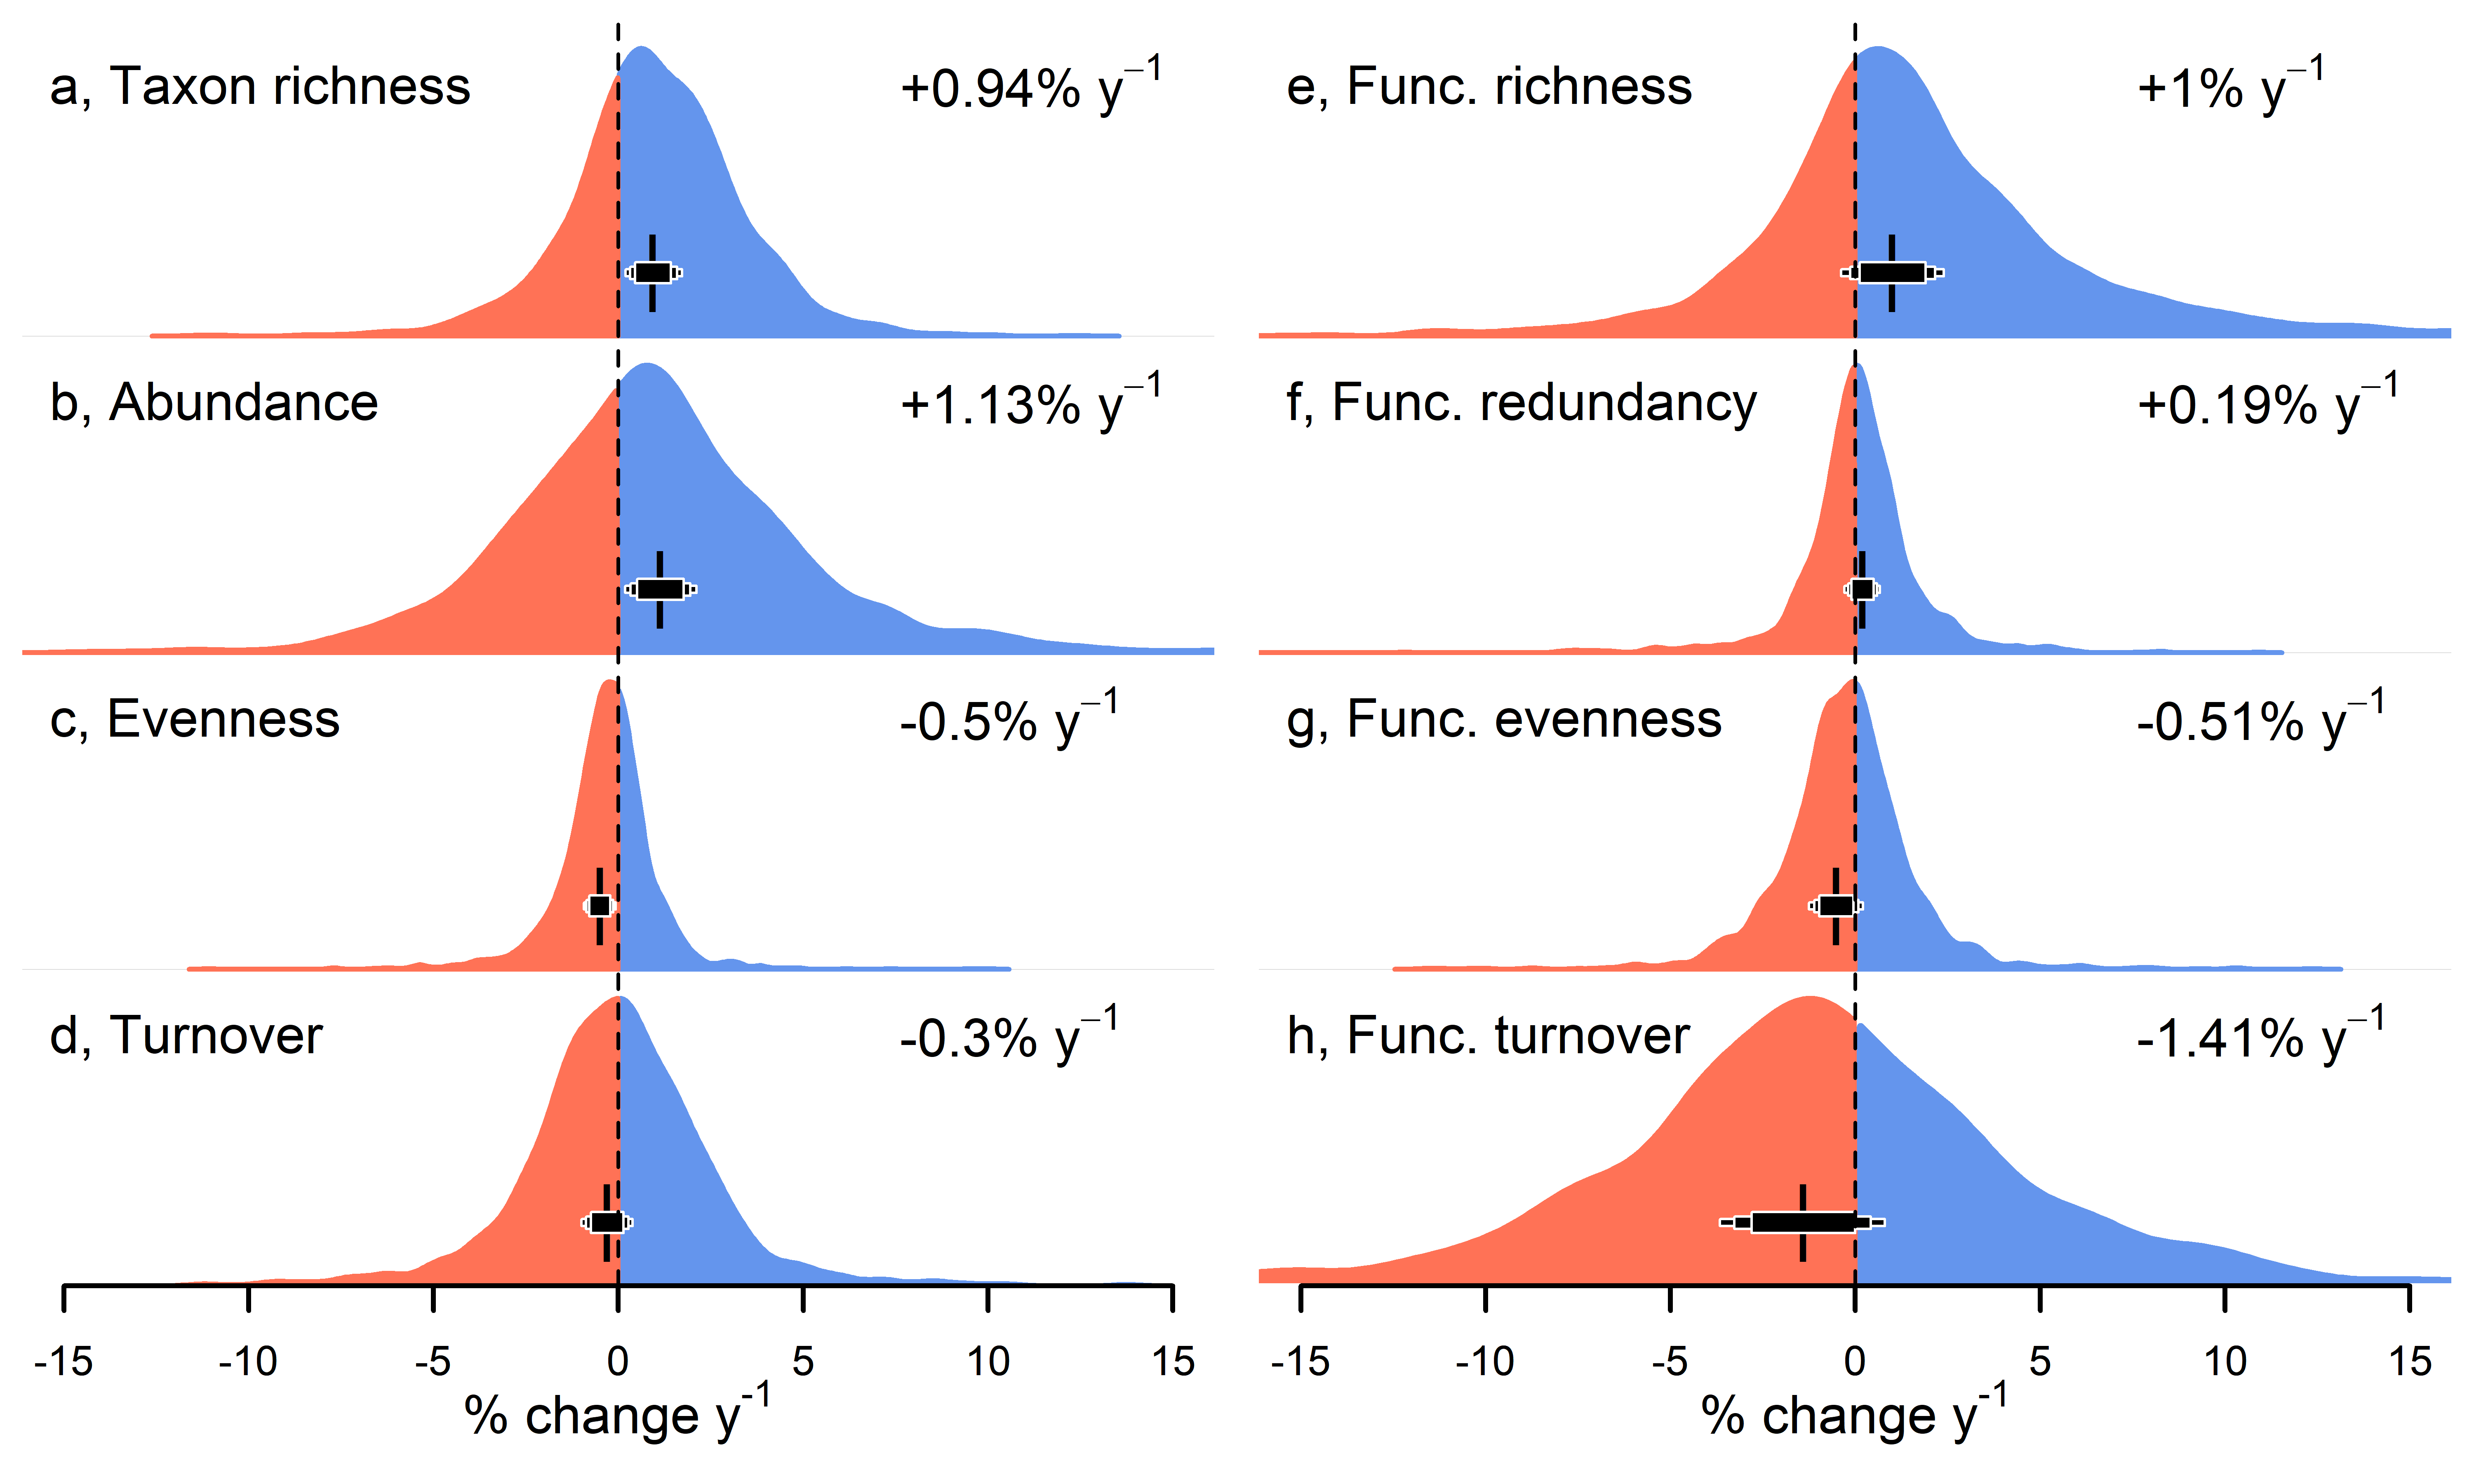 a, Taxon richness +0.94% y⁻¹
b, Abundance +1.13% y⁻¹
c, Evenness -0.5% y⁻¹
d, Turnover -0.3% y⁻¹
-15 -10 -5 0 5 10 15
% change y⁻¹
e, Func. richness +1% y⁻¹
f, Func. redundancy +0.19% y⁻¹
g, Func. evenness -0.51% y⁻¹
h, Func. turnover -1.41% y⁻¹
-15 -10 -5 0 5 10 15
% change y⁻¹